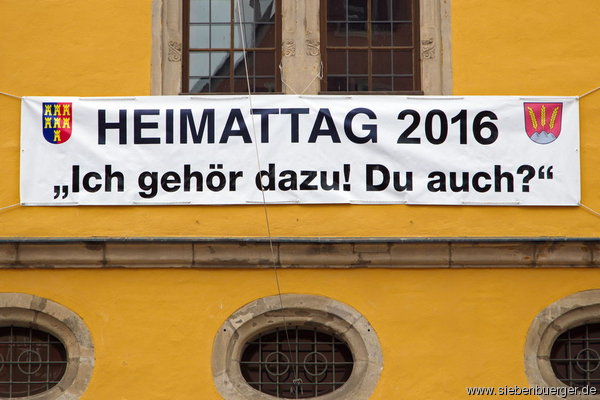 HEIMATTAG 2016
„Ich gehör dazu! Du auch?“
www.siebenbuerger.de